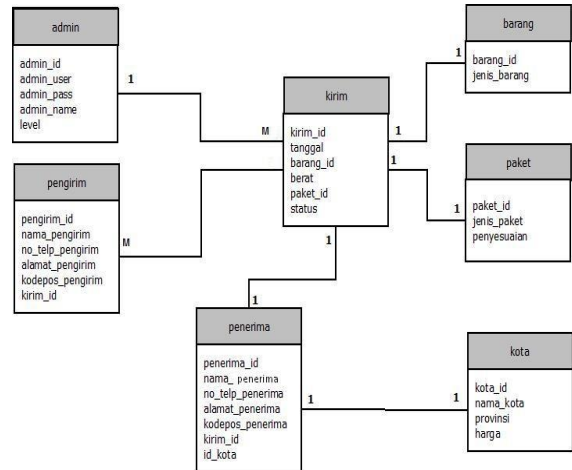 admin
admin_id
admin_user
admin_pass
admin_name
level
1
M
pengirim
pengirim_id
nama_pengirim
no_telp_pengirim
alamat_pengirim
kodepos_pengirim
kirim_id
M
kirim
kirim_id
tanggal
barang_id
berat
paket_id
status
1
1
1
barang
barang_id
jenis_barang
1
paket
paket_id
jenis_paket
penyesuaian
1
penerima
penerima_id
nama_ penerima
no_telp_penerima
alamat_penerima
kodepos_penerima
kirim_id
id_kota
1
1
kota
kota_id
nama_kota
provinsi
harga
1